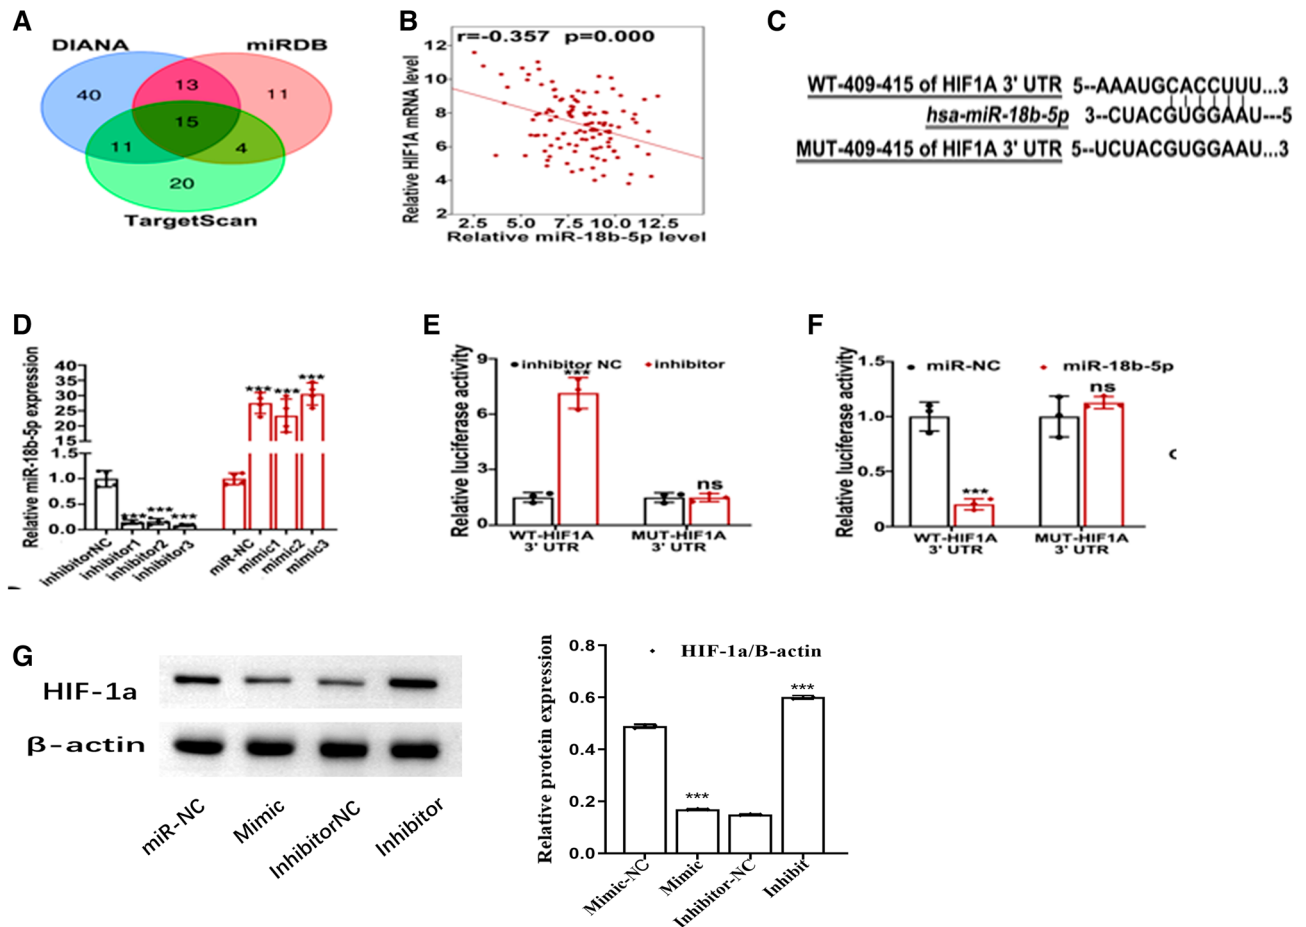 A
DIANA
miRDB
40
13
11
15
11
4
20
TargetScan
B
r=-0.357 p=0.000
Relative HIF1A mRNA level
12
10
8
6
4
2
2.5 5.0 7.5 10.0 12.5
Relative miR-18b-5p level
C
WT-409-415 of HIF1A 3' UTR 5--AAAUGCACCUUU...3
hsa-miR-18b-5p 3--CUACGUGGAAU---5
MUT-409-415 of HIF1A 3' UTR 5--UCUACGUGGAAU...3
D
Relative miR-18b-5p expression
40
35
30
25
20
15
1.5
1.0
0.5
0.0
*** *** ***
*** *** ***
inhibitorNC
inhibitor1
inhibitor2
inhibitor3
miR-NC
mimic1
mimic2
mimic3
E
Relative luciferase activity
9
6
3
0
inhibitor NC inhibitor
***
ns
WT-HIF1A
3' UTR
MUT-HIF1A
3' UTR
F
Relative luciferase activity
1.5
1.0
0.5
0
miR-NC miR-18b-5p
***
ns
WT-HIF1A
3' UTR
MUT-HIF1A
3' UTR
G
HIF-1a
β-actin
miR-NC
Mimic
InhibitorNC
Inhibitor
Relative protein expression
0.8
0.6
0.4
0.2
0.0
HIF-1a/B-actin
***
***
Mimic-NC
Mimic
Inhibitor-NC
Inhibit